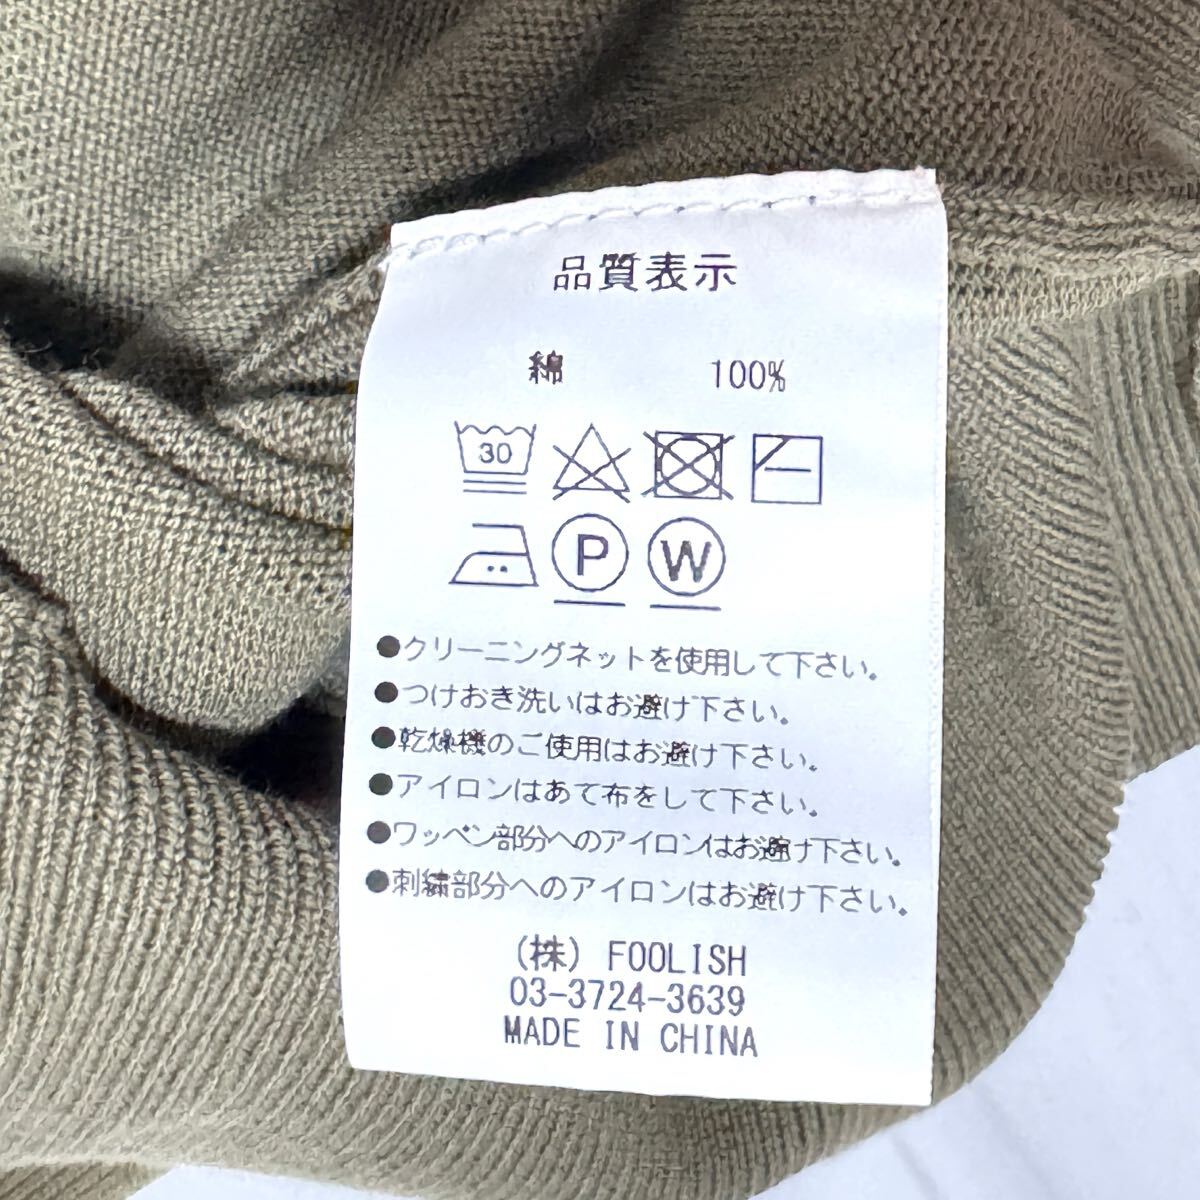 品質表示
綿 100%
30
P W
●クリーニングネットを使用して下さい。
●つけおき洗いはお避け下さい。
●乾燥機のご使用はお避け下さい。
●アイロンはあて布をして下さい。
●ワッペン部分へのアイロンはお避け下さい。
●刺繍部分へのアイロンはお避け下さい。
(株) FOOLISH
03-3724-3639
MADE IN CHINA